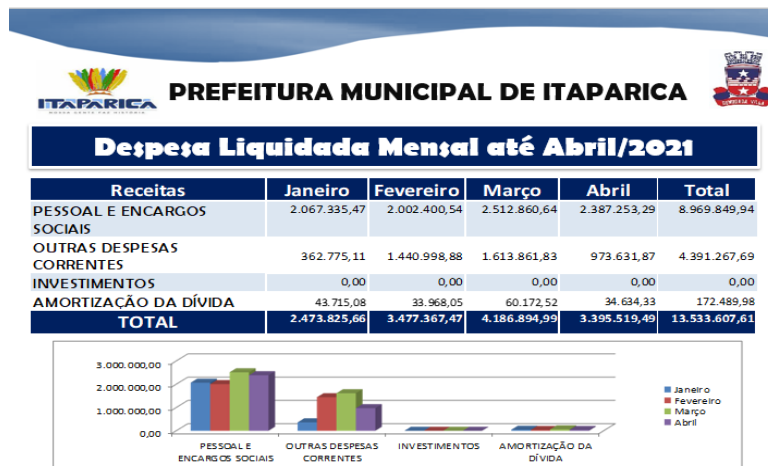 ITAPARICA
PREFEITURA MUNICIPAL DE ITAPARICA
Despesa Liquidada Mensal até Abril/2021
Receitas Janeiro Fevereiro Março Abril Total
PESSOAL E ENCARGOS
SOCIAIS 2.067.335,47 2.002.400,54 2.512.860,64 2.387.253,29 8.969.849,94
OUTRAS DESPESAS
CORRENTES 362.775,11 1.440.998,88 1.613.861,83 973.631,87 4.391.267,69
INVESTIMENTOS 0,00 0,00 0,00 0,00 0,00
AMORTIZAÇÃO DA DÍVIDA 43.715,08 33.968,05 60.172,52 34.634,33 172.489,98
TOTAL 2.473.825,66 3.477.367,47 4.186.894,99 3.395.519,49 13.533.607,61
3.000.000,00
2.000.000,00
1.000.000,00
0,00
PESSOAL E
ENCARGOS SOCIAIS
OUTRAS DESPESAS
CORRENTES
INVESTIMENTOS
AMORTIZAÇÃO DA
DÍVIDA
Janeiro
Fevereiro
Março
Abril